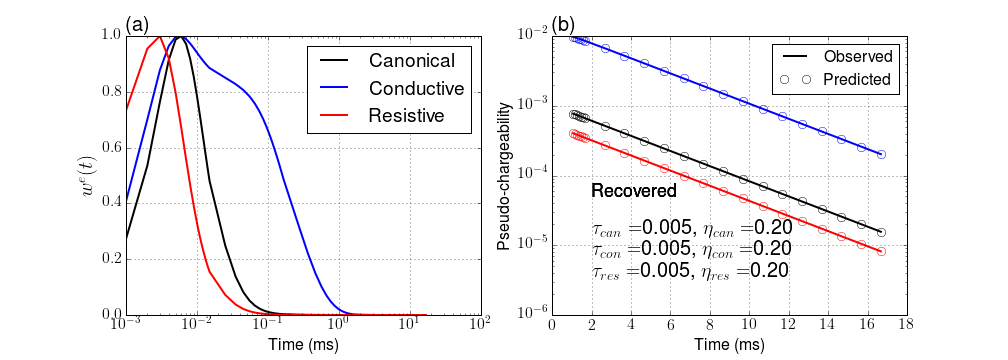 (a)
w^e(t)
1.0
0.8
0.6
0.4
0.2
0.0
10^-3
10^-2
10^-1
10^0
10^1
10^2
Time (ms)
Canonical
Conductive
Resistive
(b)
Pseudo-chargeability
10^-2
10^-3
10^-4
10^-5
10^-6
0
2
4
6
8
10
12
14
16
18
Time (ms)
Observed
Predicted
Recovered
τ_can =0.005, η_can =0.20
τ_con =0.005, η_con =0.20
τ_res =0.005, η_res =0.20